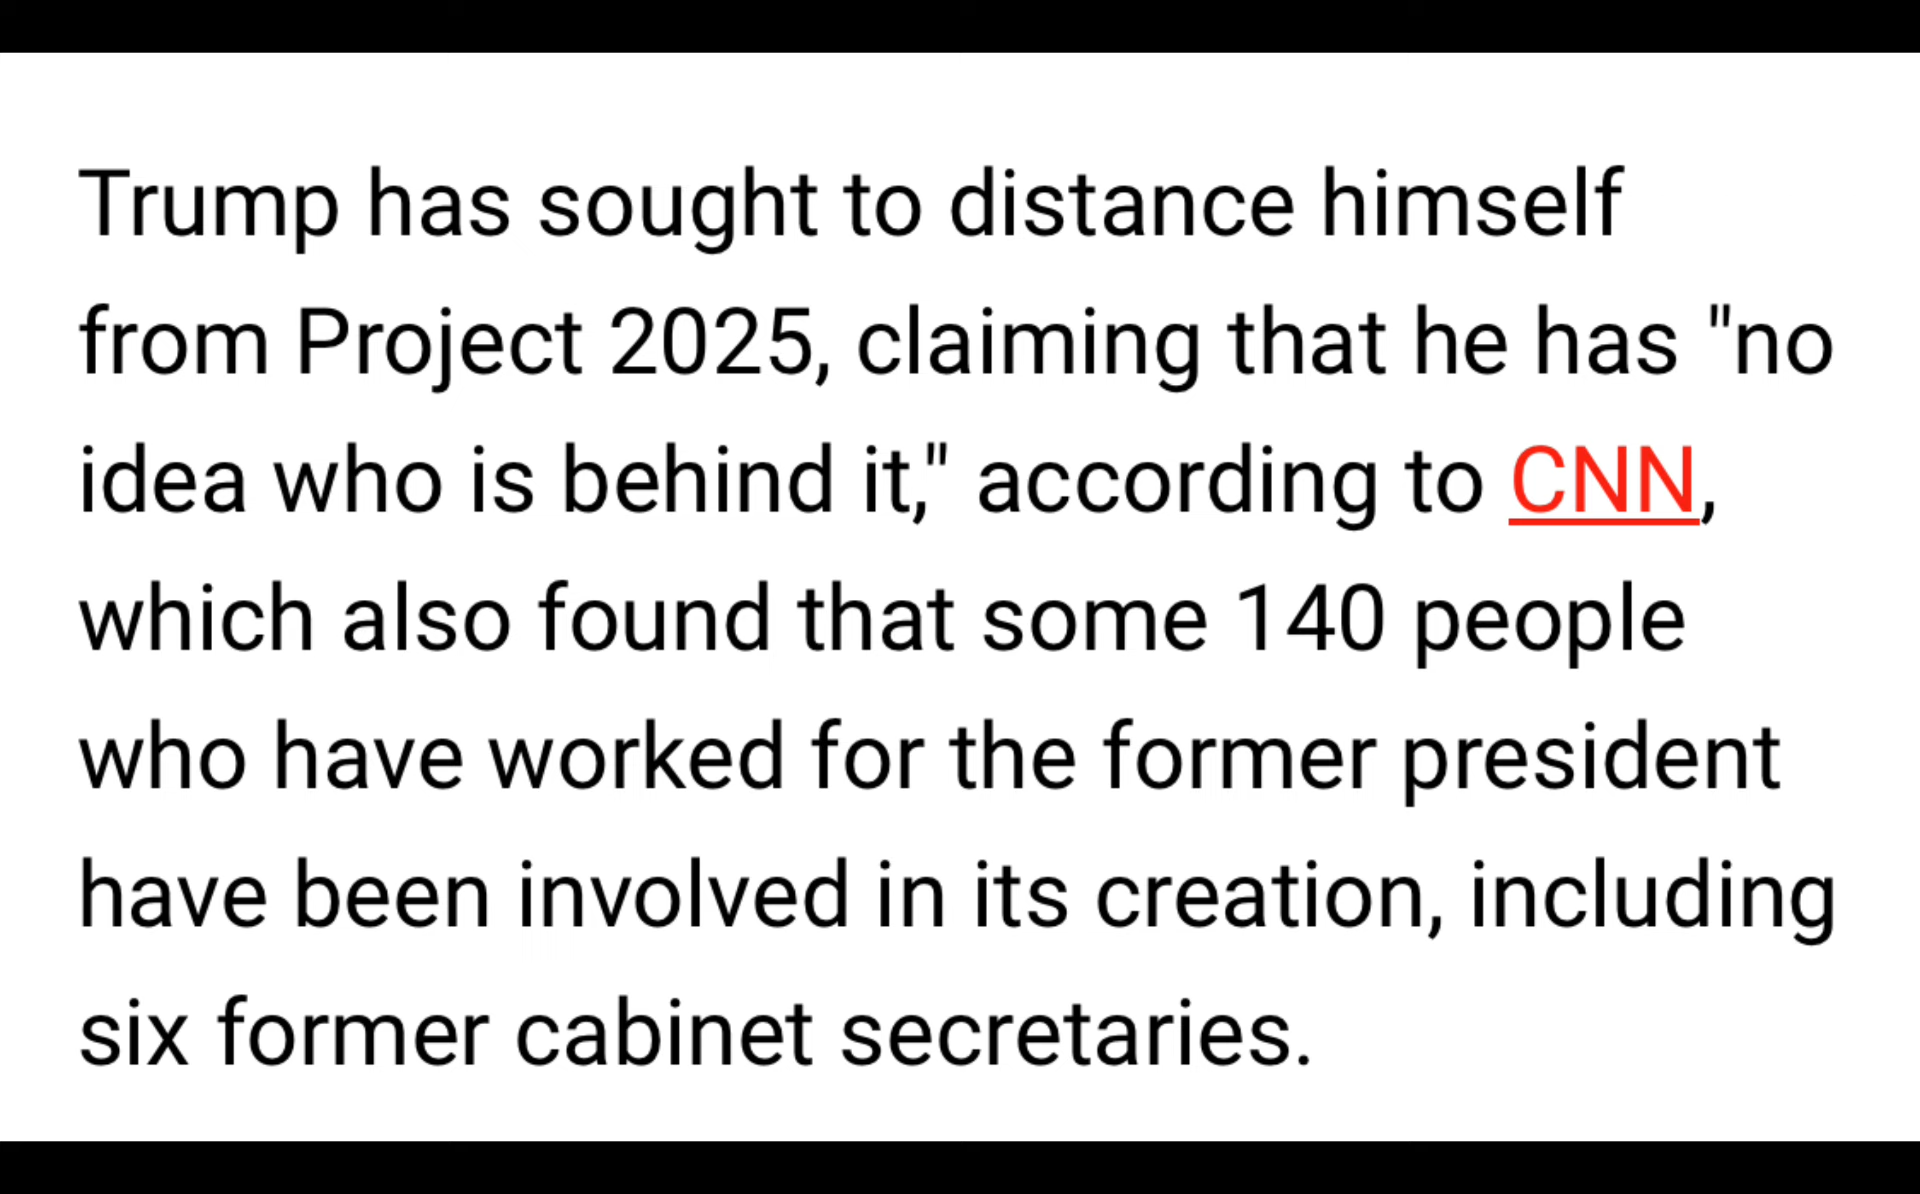 Trump has sought to distance himself
from Project 2025, claiming that he has "no
idea who is behind it," according to CNN,
which also found that some 140 people
who have worked for the former president
have been involved in its creation, including
six former cabinet secretaries.